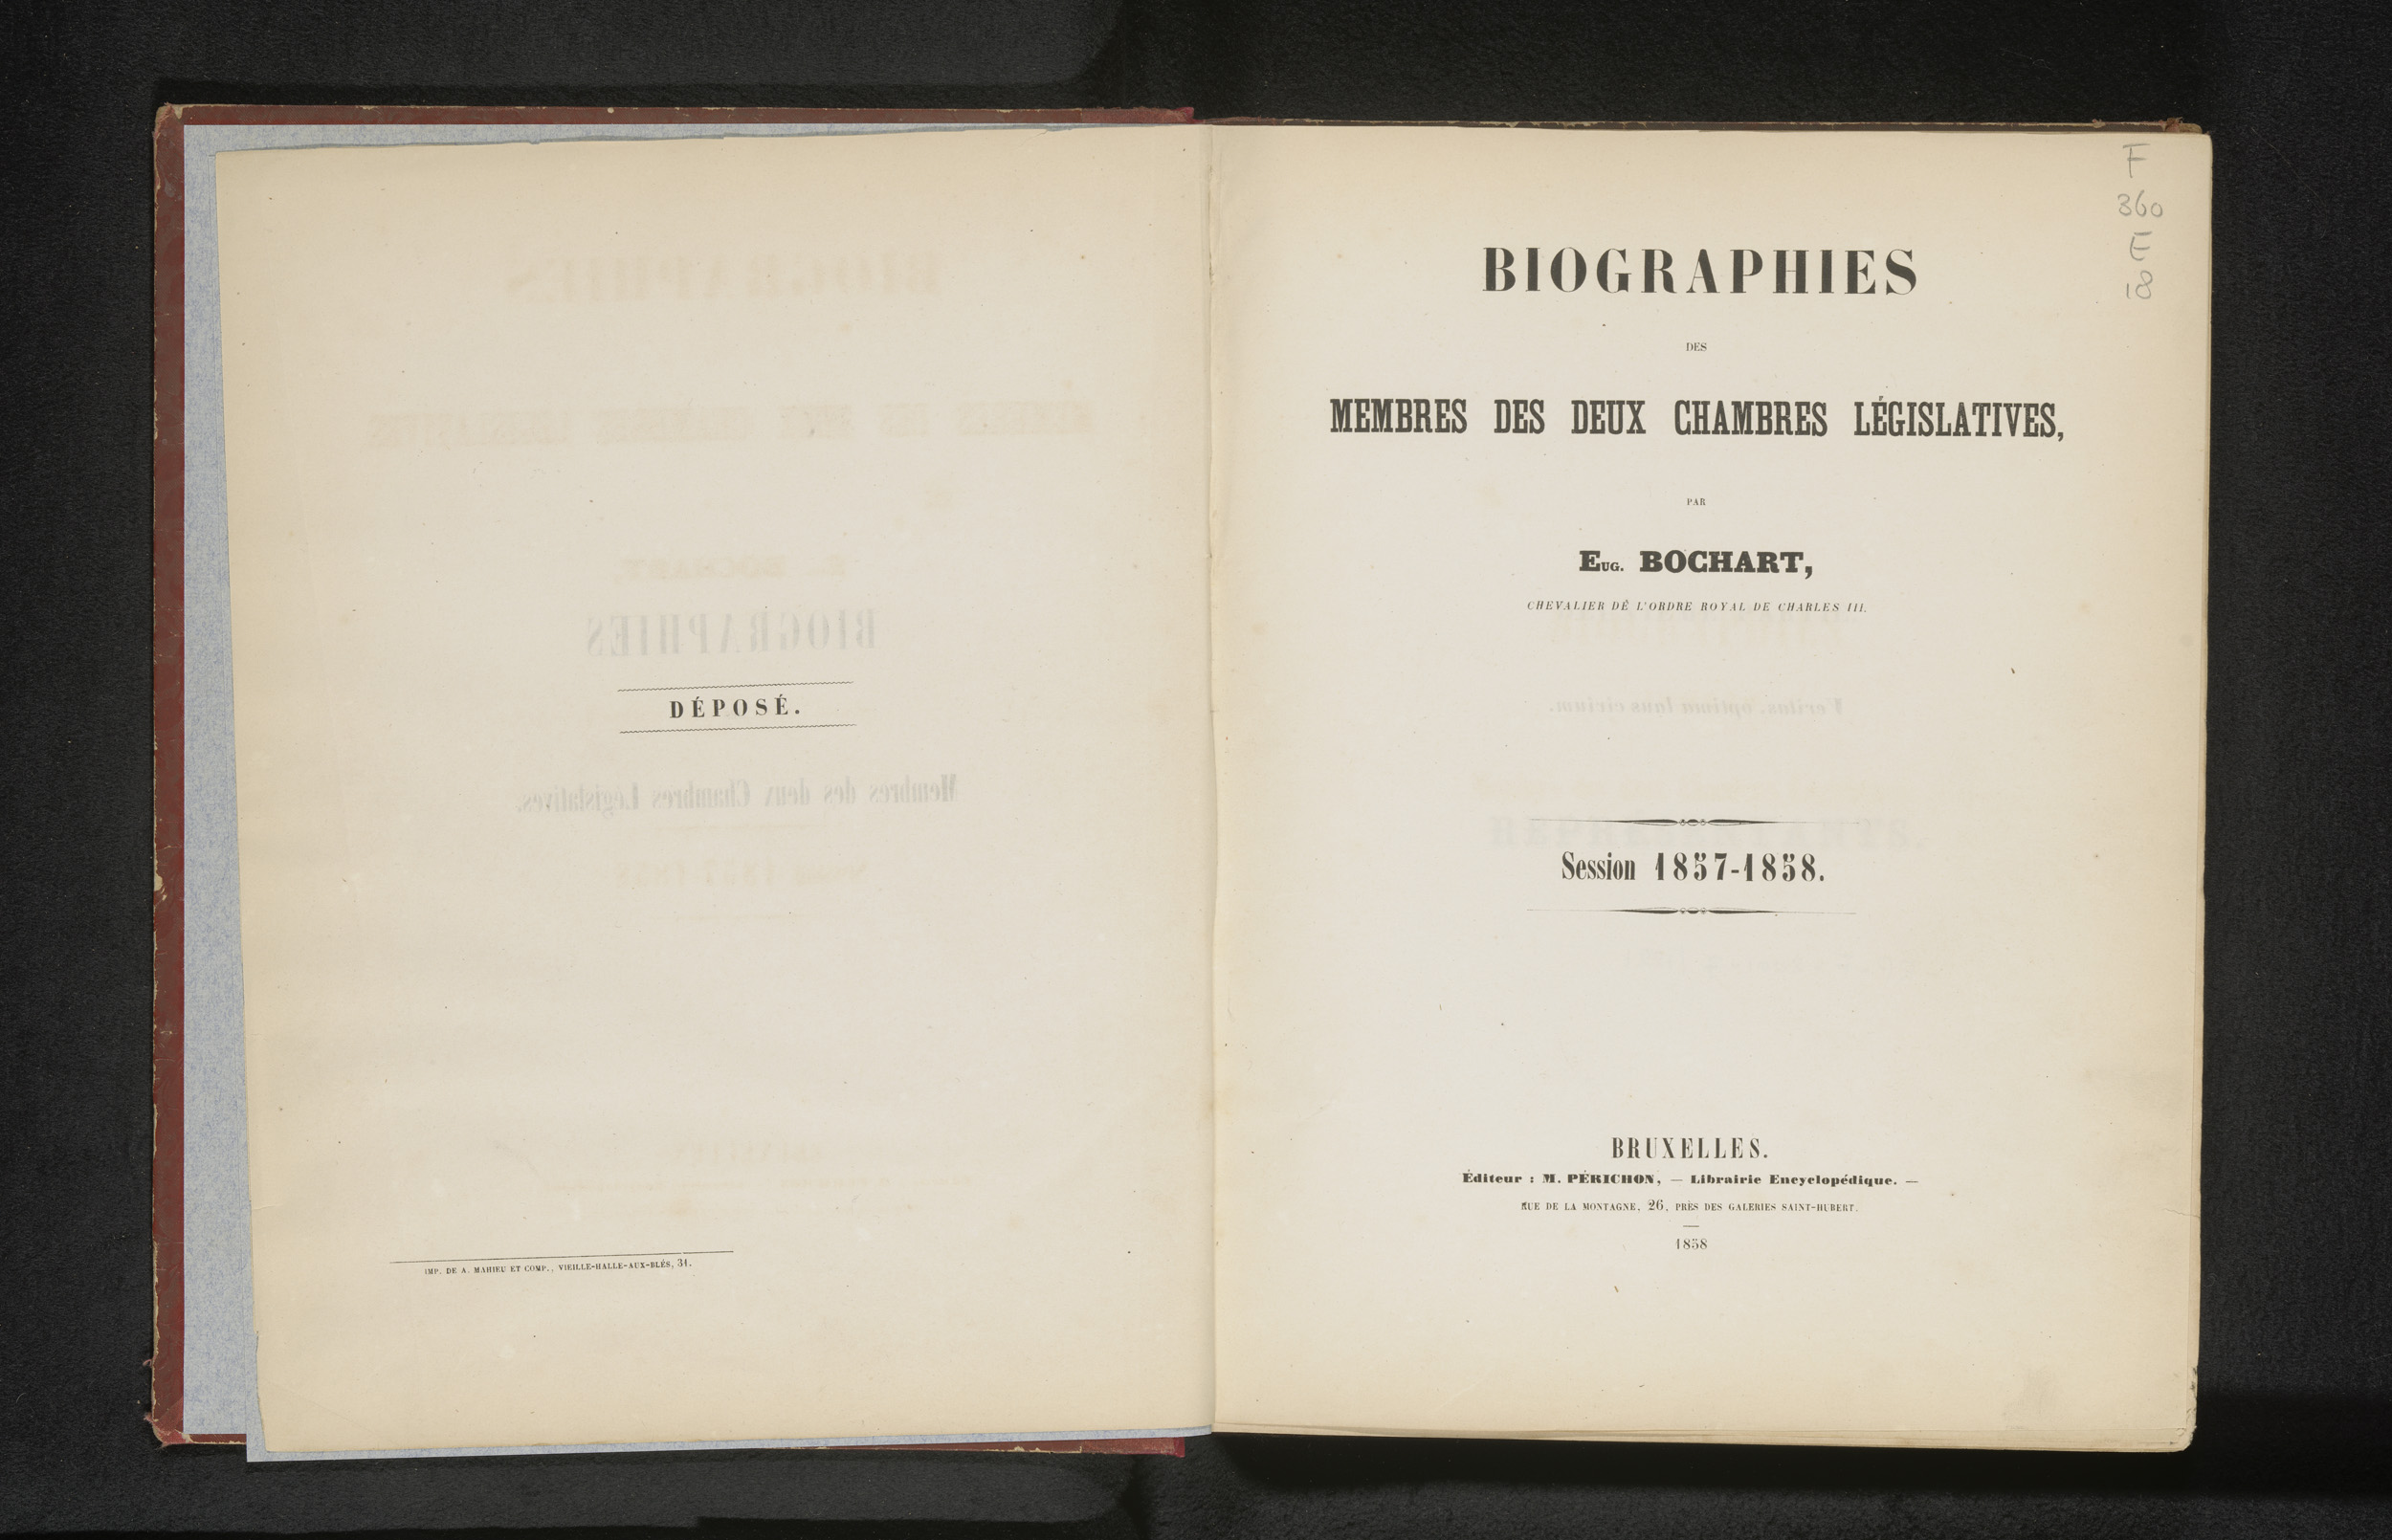 DÉPOSÉ.
IMP. DE A. MAHIEU ET COMP., VIEILLE-HALLE-AUX-BLÉS, 31.
F
360
E
18
BIOGRAPHIES
DES
MEMBRES DES DEUX CHAMBRES LÉGISLATIVES,
PAR
EUG. BOCHART,
CHEVALIER DE L'ORDRE ROYAL DE CHARLES III.
Session 1857-1858.
BRUXELLES.
Éditeur : M. PÉRICHON, — Librairie Encyclopédique. —
RUE DE LA MONTAGNE, 26, PRÈS DES GALERIES SAINT-HUBERT.
1858